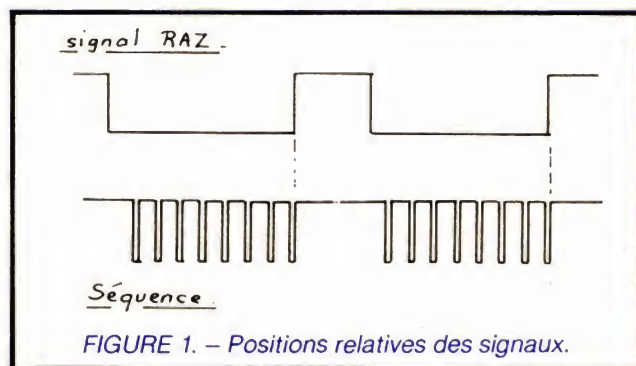 signal RAZ.
Séquence.
FIGURE 1. – Positions relatives des signaux.